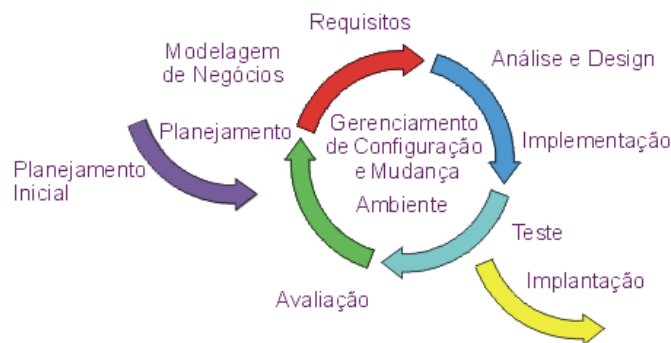 Requisitos
Modelagem
de Negócios
Análise e Design
Planejamento
Gerenciamento
de Configuração
e Mudança
Implementação
Planejamento
Inicial
Ambiente
Teste
Implantação
Avaliação